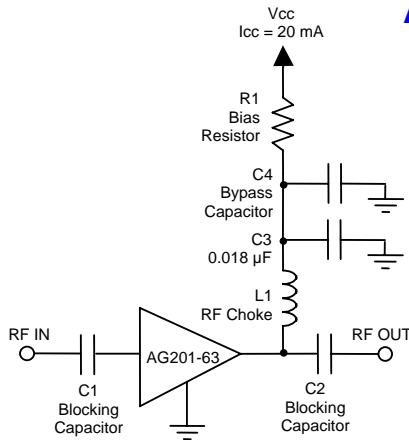 Vcc
Icc = 20 mA
R1
Bias
Resistor
C4
Bypass
Capacitor
C3
0.018 µF
L1
RF Choke
RF IN
AG201-63
RF OUT
C1
Blocking
Capacitor
C2
Blocking
Capacitor